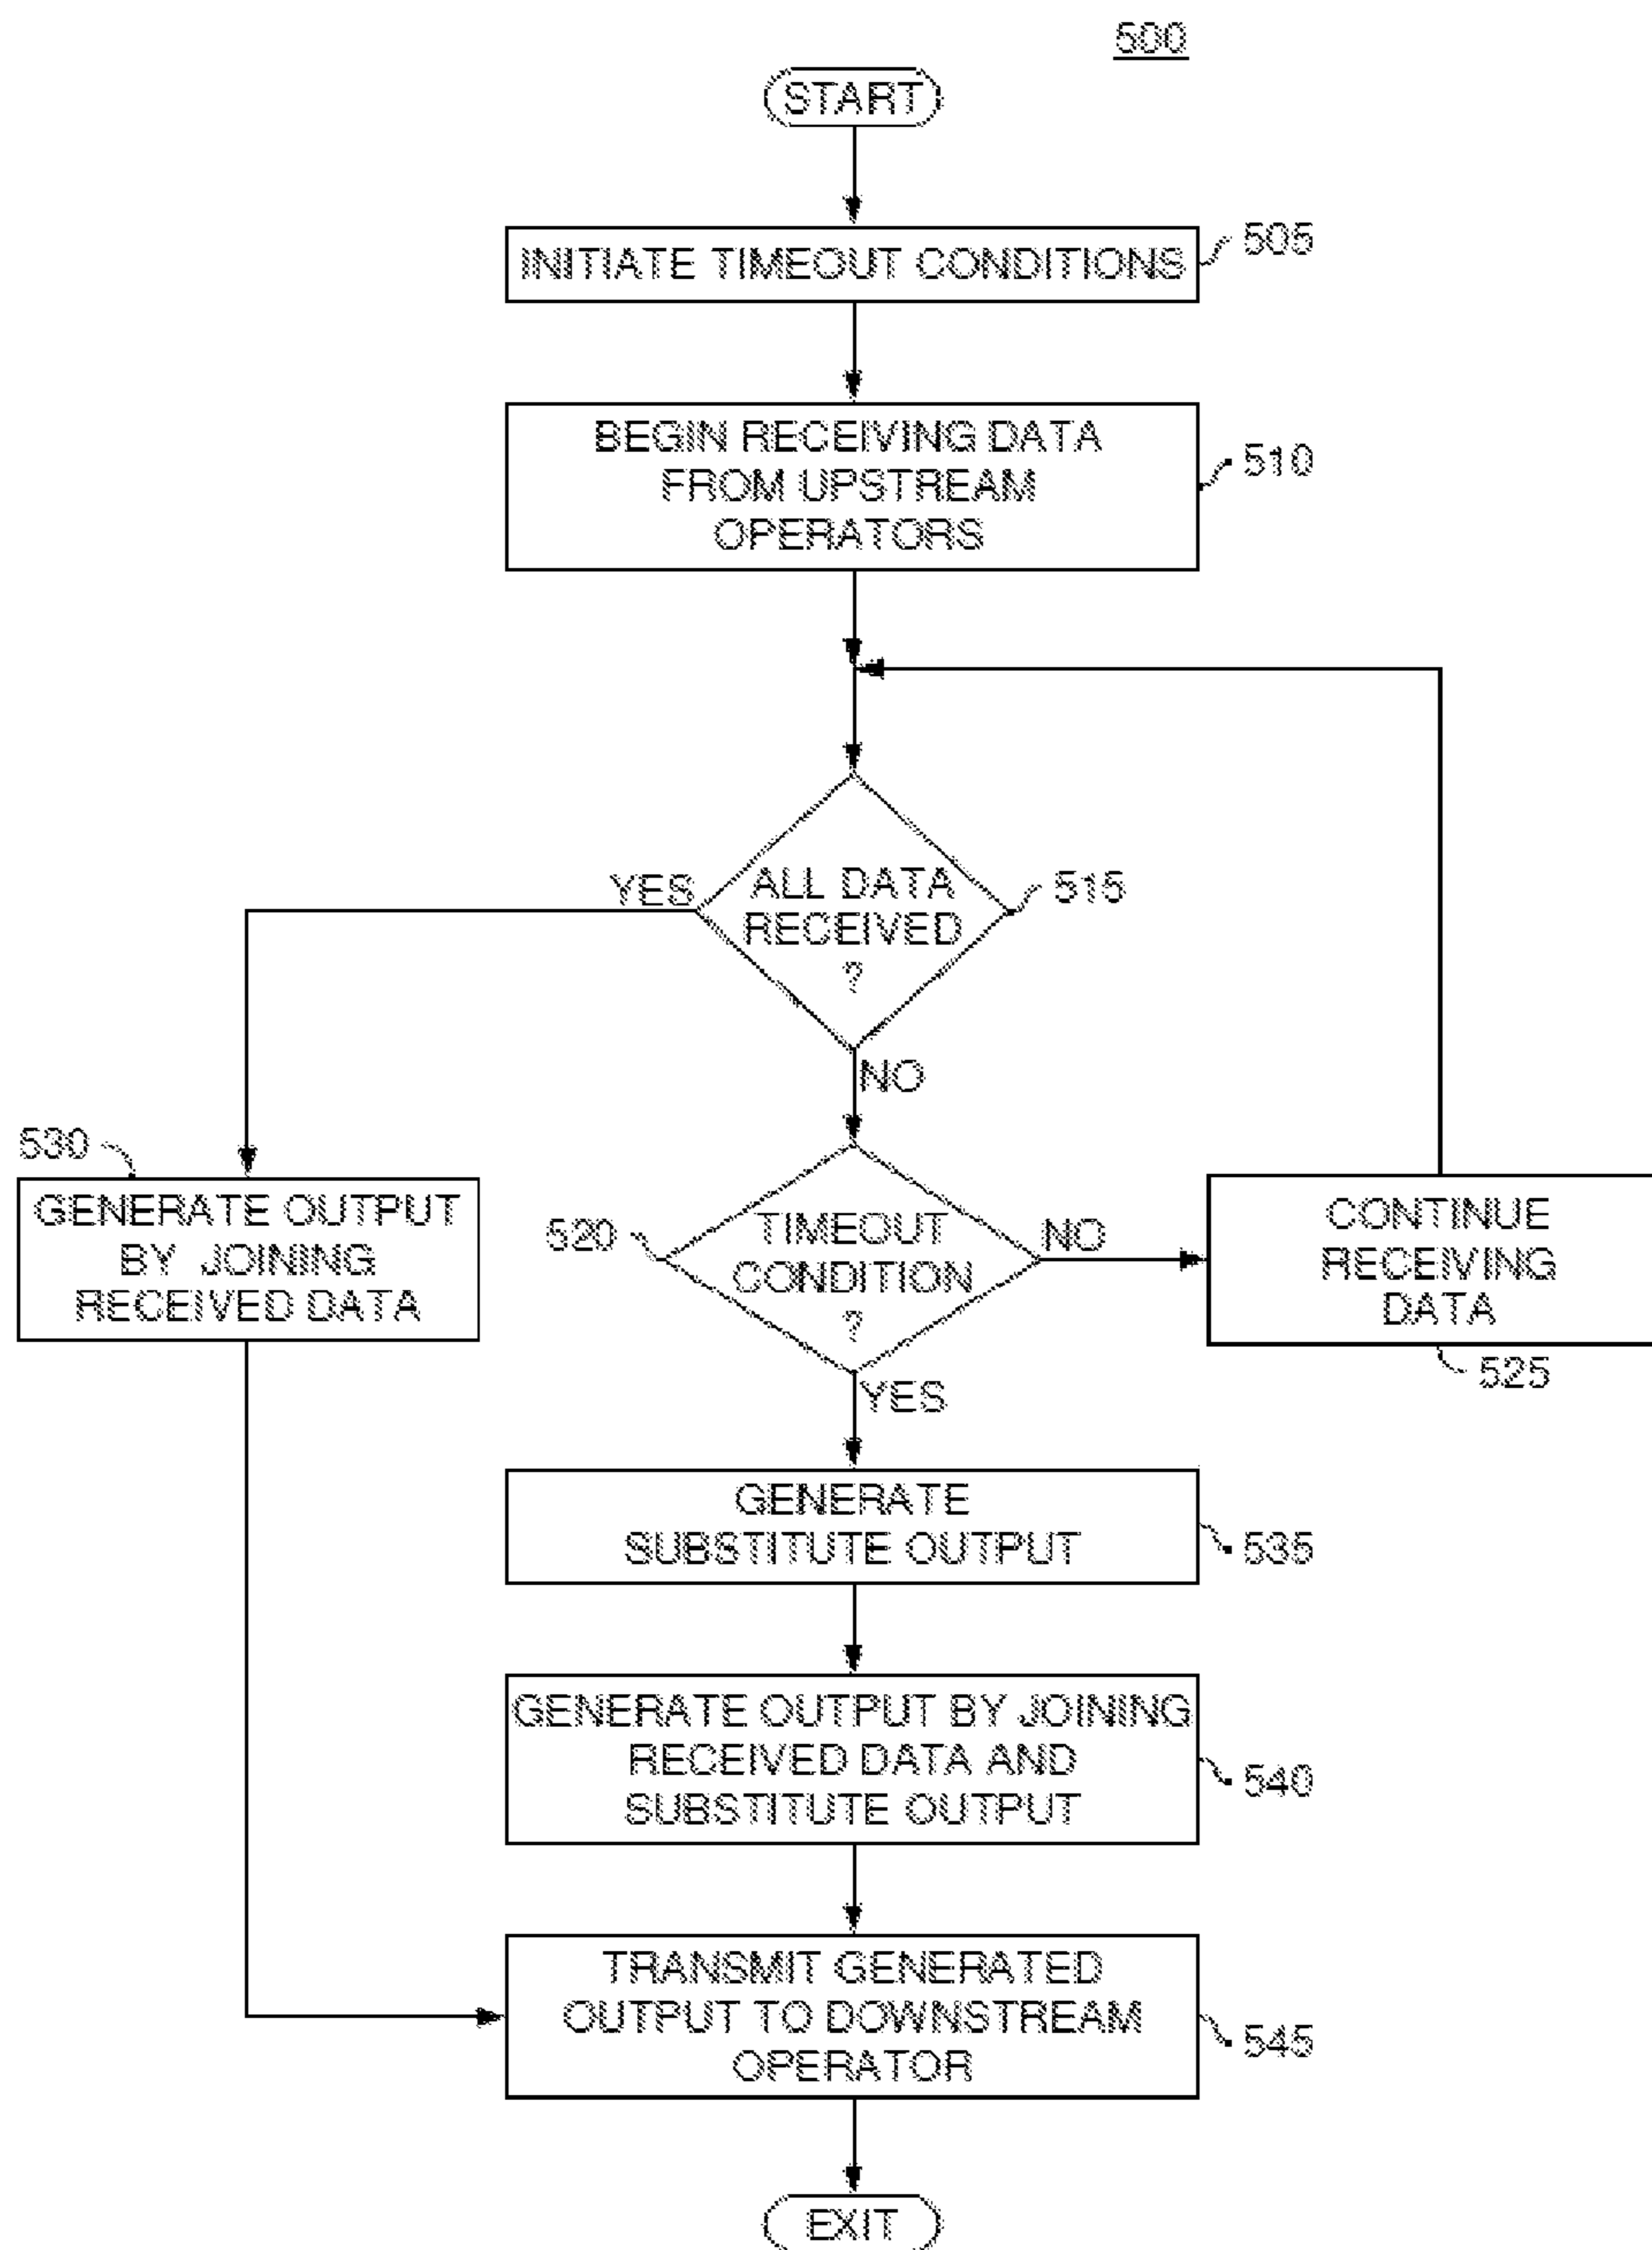 500
START
INITIATE TIMEOUT CONDITIONS
505
BEGIN RECEIVING DATA
FROM UPSTREAM
OPERATORS
510
YES
ALL DATA
RECEIVED
?
515
NO
530
GENERATE OUTPUT
BY JOINING
RECEIVED DATA
520
TIMEOUT
CONDITION
?
NO
CONTINUE
RECEIVING
DATA
525
YES
GENERATE
SUBSTITUTE OUTPUT
535
GENERATE OUTPUT BY JOINING
RECEIVED DATA AND
SUBSTITUTE OUTPUT
540
TRANSMIT GENERATED
OUTPUT TO DOWNSTREAM
OPERATOR
545
EXIT